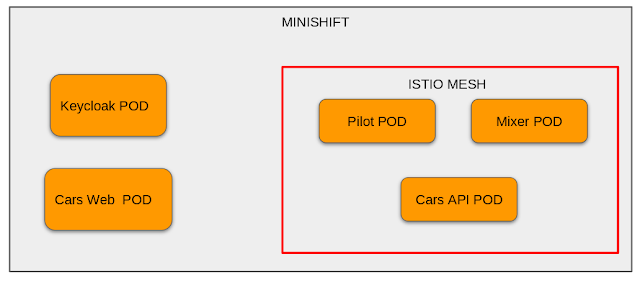 MINISHIFT
ISTIO MESH
Keycloak POD
Pilot POD
Mixer POD
Cars Web  POD
Cars API POD